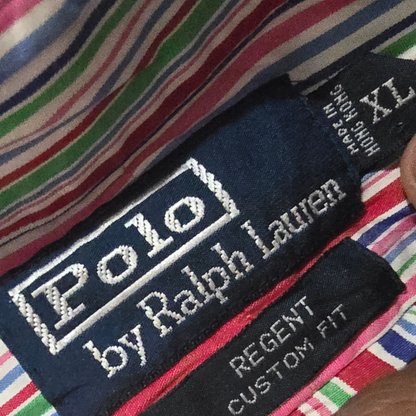 Polo
by Ralph Lauren
XL
MADE IN
HONG KONG
REGENT
CUSTOM FIT